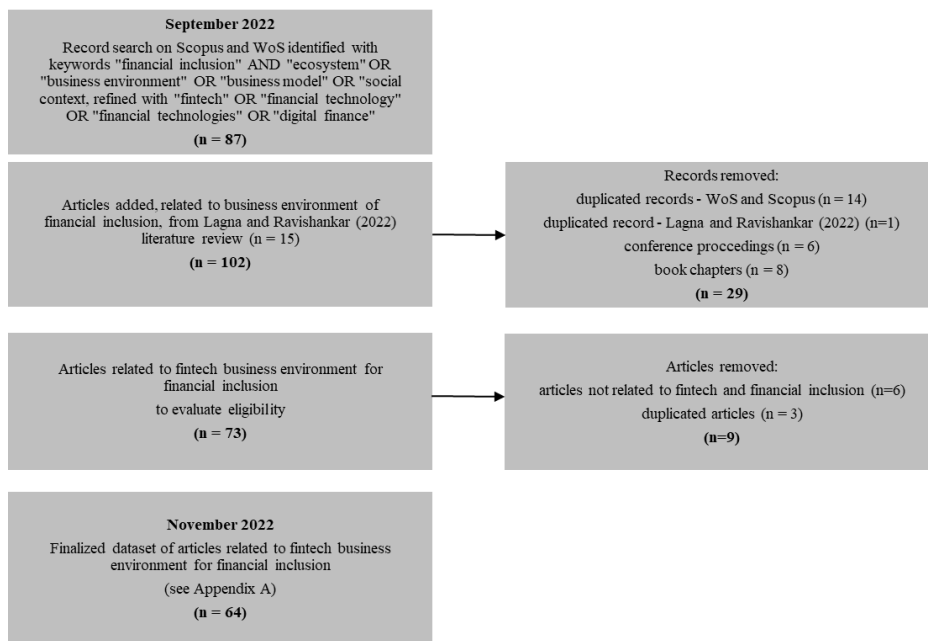 September 2022
Record search on Scopus and WoS identified with
keywords "financial inclusion" AND "ecosystem" OR
"business environment" OR "business model" OR "social
context, refined with "fintech" OR "financial technology"
OR "financial technologies" OR "digital finance"
(n = 87)
Articles added, related to business environment of
financial inclusion, from Lagna and Ravishankar (2022)
literature review (n = 15)
(n = 102)
Records removed:
duplicated records - WoS and Scopus (n = 14)
duplicated record - Lagna and Ravishankar (2022) (n=1)
conference proccedings (n = 6)
book chapters (n = 8)
(n = 29)
Articles related to fintech business environment for
financial inclusion
to evaluate eligibility
(n = 73)
Articles removed:
articles not related to fintech and financial inclusion (n=6)
duplicated articles (n = 3)
(n=9)
November 2022
Finalized dataset of articles related to fintech business
environment for financial inclusion
(see Appendix A)
(n = 64)